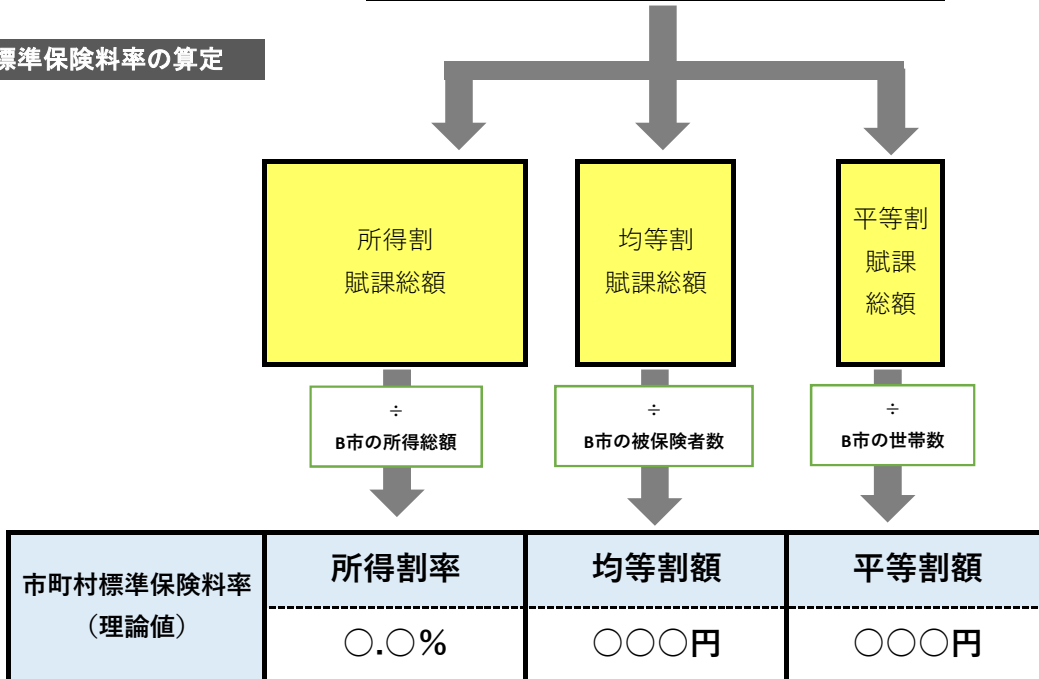 標準保険料率の算定
所得割
賦課総額
均等割
賦課総額
平等割
賦課
総額
÷
B市の所得総額
÷
B市の被保険者数
÷
B市の世帯数
市町村標準保険料率
（理論値）
所得割率
均等割額
平等割額
○.○%
○○○円
○○○円